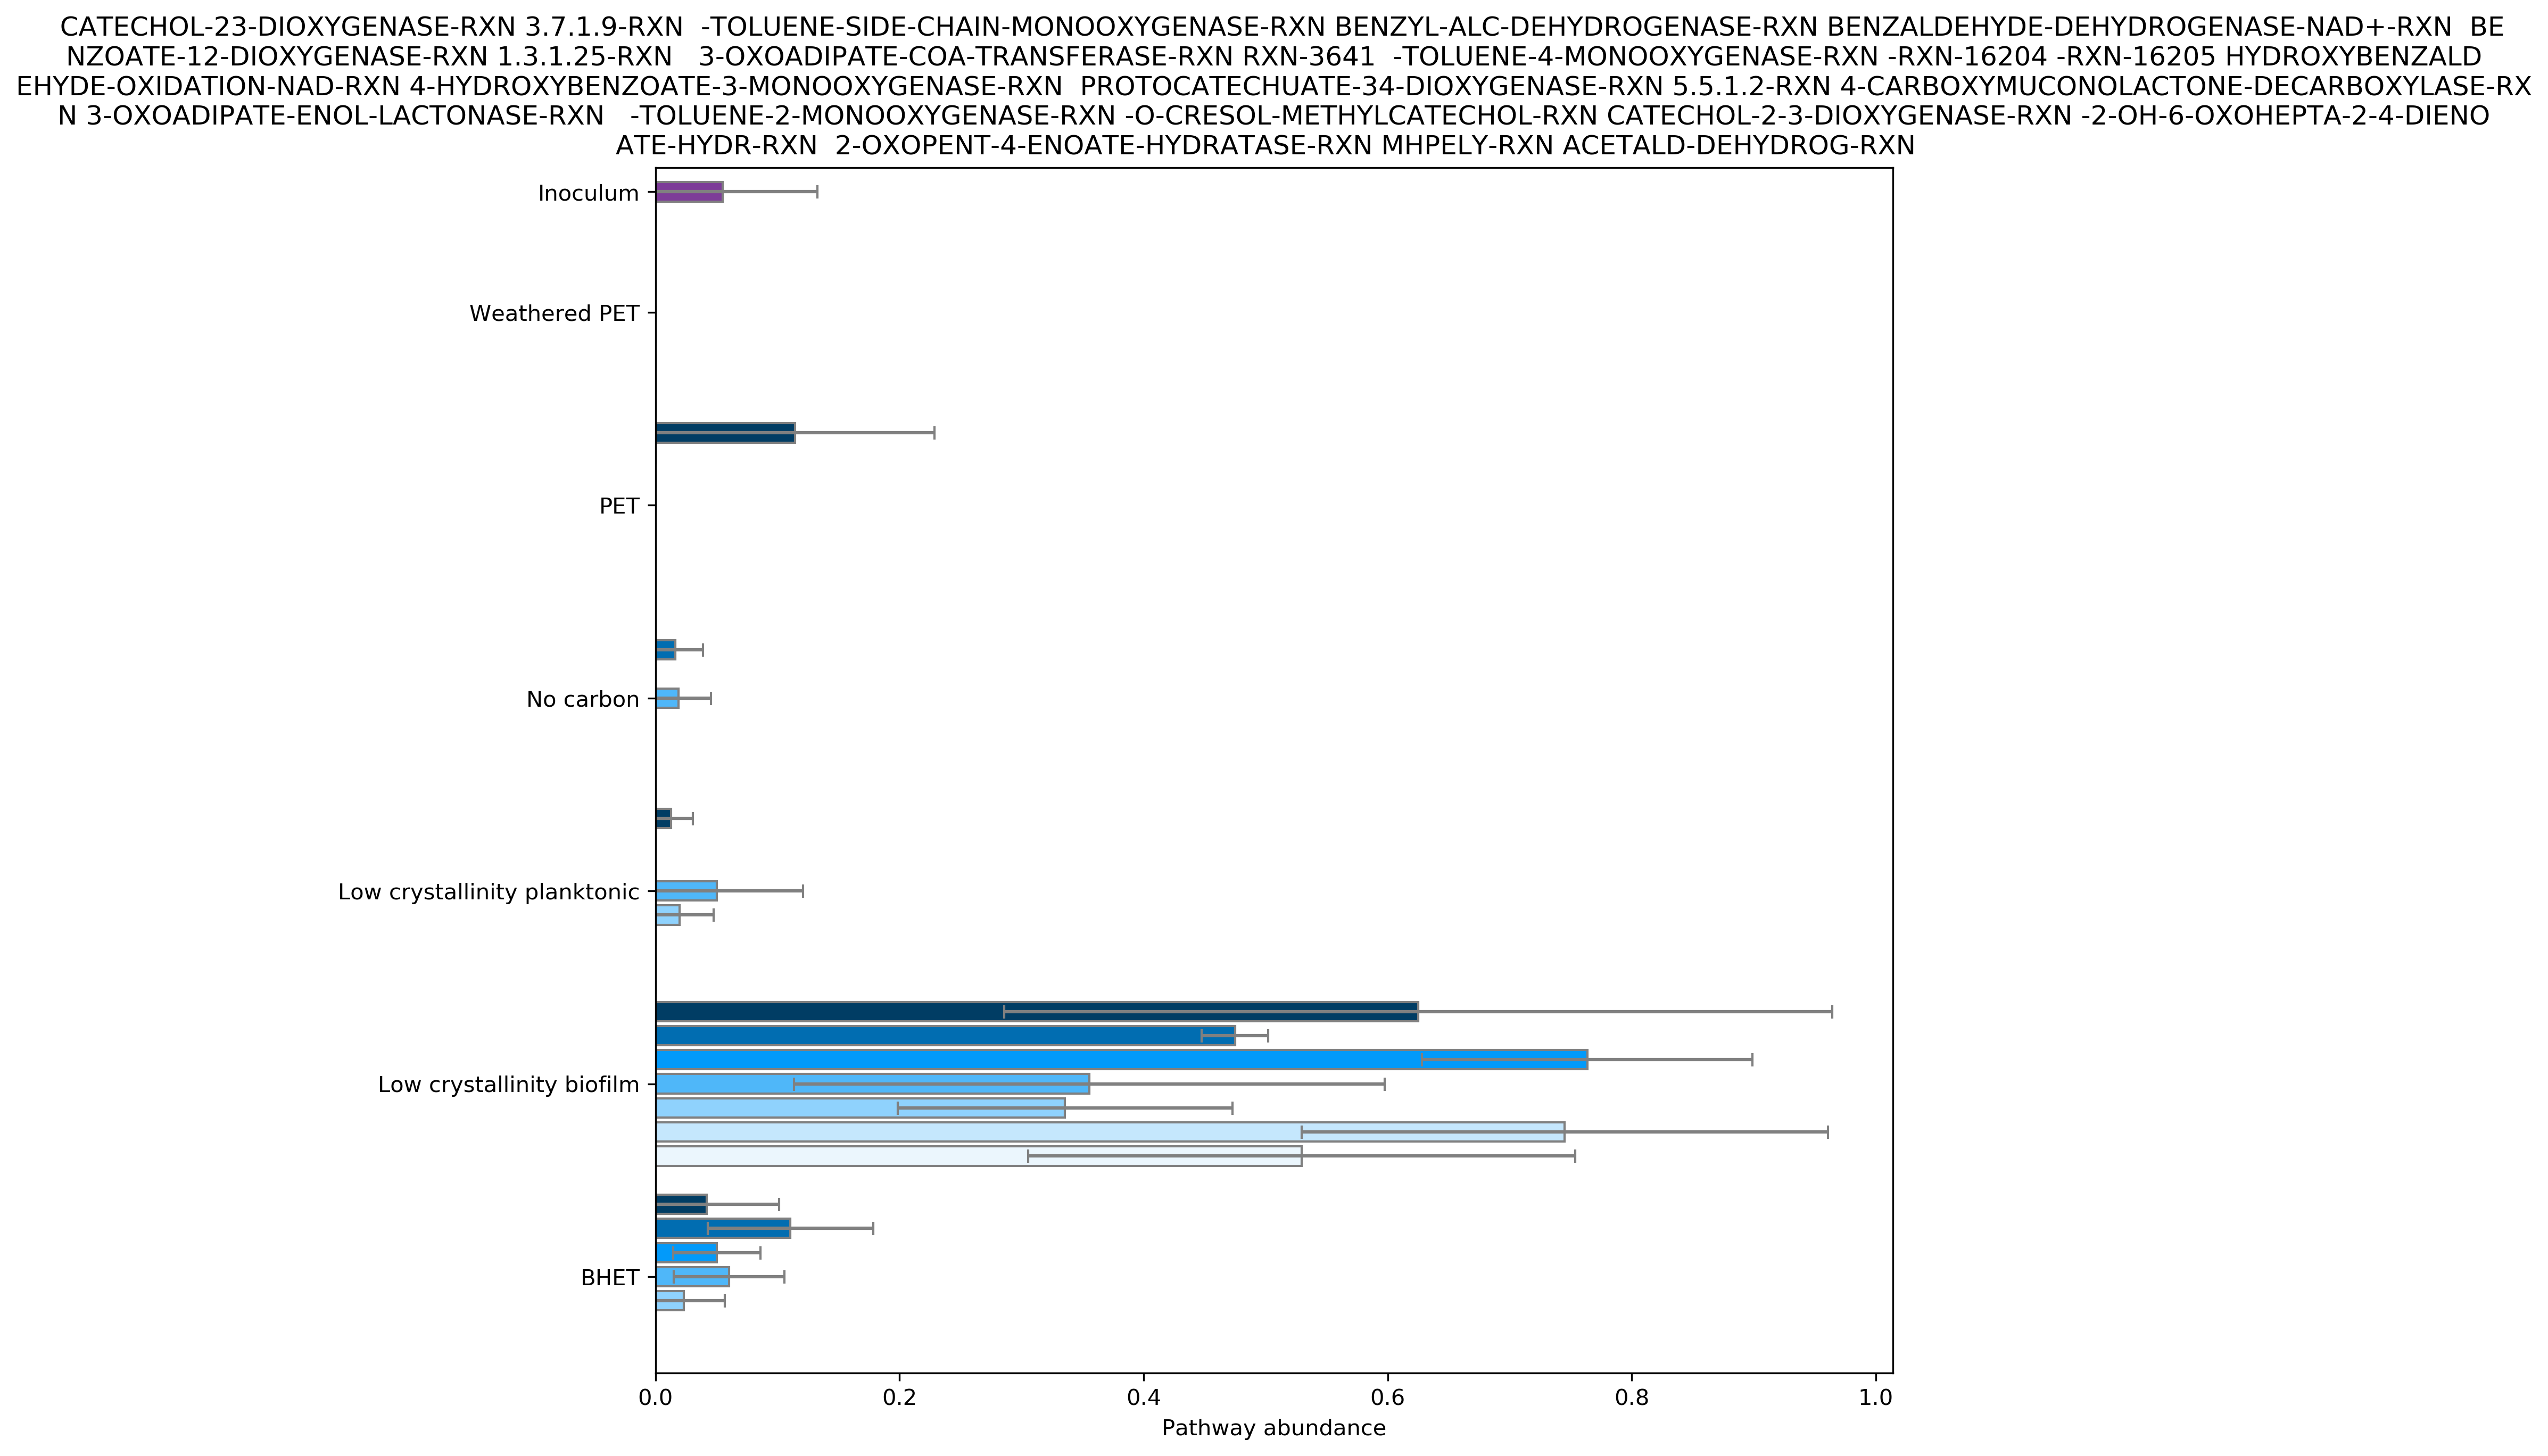 CATECHOL-23-DIOXYGENASE-RXN 3.7.1.9-RXN  -TOLUENE-SIDE-CHAIN-MONOOXYGENASE-RXN BENZYL-ALC-DEHYDROGENASE-RXN BENZALDEHYDE-DEHYDROGENASE-NAD+-RXN  BE
NZOATE-12-DIOXYGENASE-RXN 1.3.1.25-RXN   3-OXOADIPATE-COA-TRANSFERASE-RXN RXN-3641  -TOLUENE-4-MONOOXYGENASE-RXN -RXN-16204 -RXN-16205 HYDROXYBENZALD
EHYDE-OXIDATION-NAD-RXN 4-HYDROXYBENZOATE-3-MONOOXYGENASE-RXN  PROTOCATECHUATE-34-DIOXYGENASE-RXN 5.5.1.2-RXN 4-CARBOXYMUCONOLACTONE-DECARBOXYLASE-RX
N 3-OXOADIPATE-ENOL-LACTONASE-RXN   -TOLUENE-2-MONOOXYGENASE-RXN -O-CRESOL-METHYLCATECHOL-RXN CATECHOL-2-3-DIOXYGENASE-RXN -2-OH-6-OXOHEPTA-2-4-DIENO
ATE-HYDR-RXN  2-OXOPENT-4-ENOATE-HYDRATASE-RXN MHPELY-RXN ACETALD-DEHYDROG-RXN
Inoculum
Weathered PET
PET
No carbon
Low crystallinity planktonic
Low crystallinity biofilm
BHET
0.0 0.2 0.4 0.6 0.8 1.0
Pathway abundance